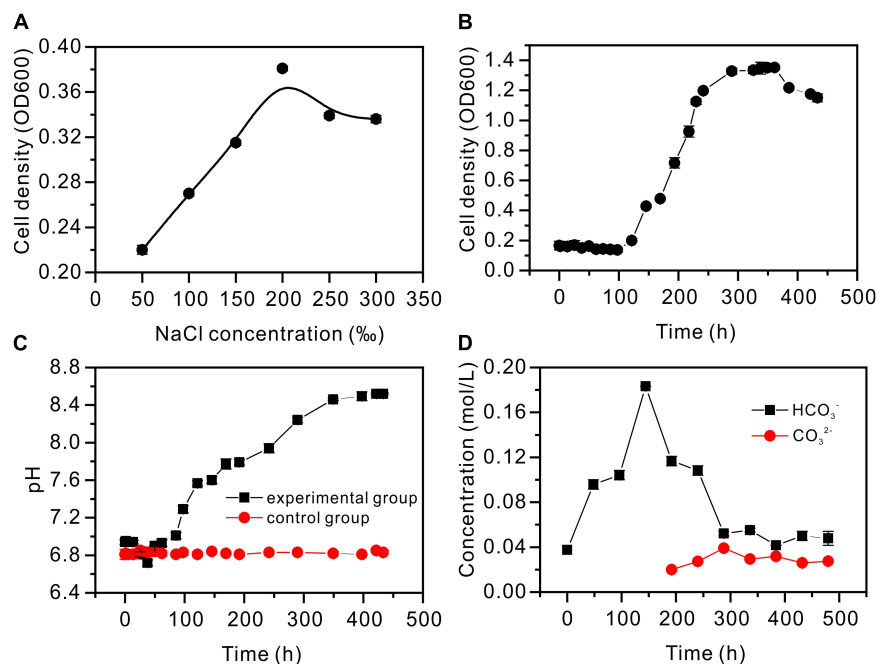 A
Cell density (OD600)
0.40
0.36
0.32
0.28
0.24
0.20
0 50 100 150 200 250 300 350
NaCl concentration (‰)
B
Cell density (OD600)
1.4
1.2
1.0
0.8
0.6
0.4
0.2
0.0
0 100 200 300 400 500
Time (h)
C
pH
8.8
8.4
8.0
7.6
7.2
6.8
6.4
experimental group
control group
0 100 200 300 400 500
Time (h)
D
Concentration (mol/L)
0.20
0.16
0.12
0.08
0.04
0.00
HCO₃⁻
CO₃²⁻
0 100 200 300 400 500
Time (h)